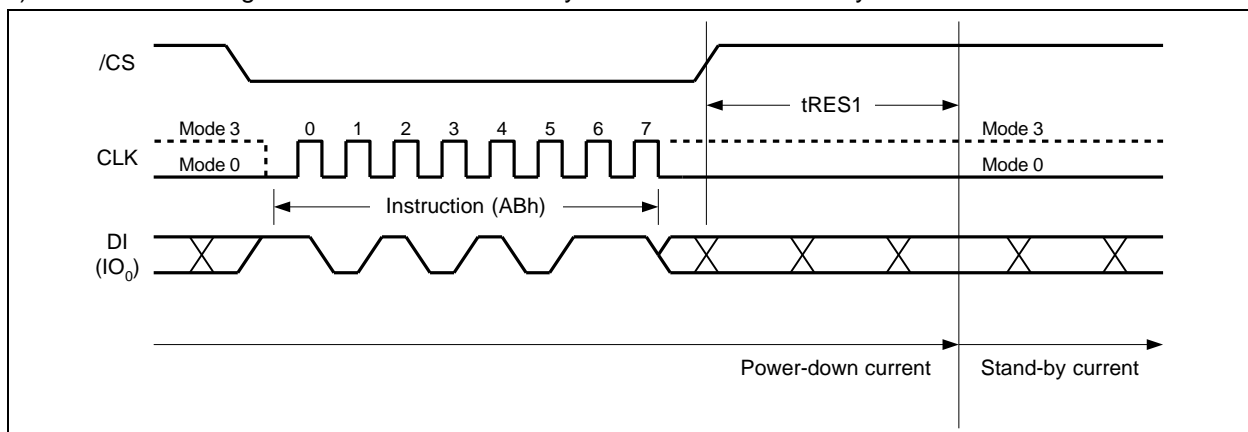 /CS
tRES1
Mode 3 0 1 2 3 4 5 6 7 Mode 3
CLK
Mode 0 Mode 0
Instruction (ABh)
DI
(IO0)
Power-down current Stand-by current